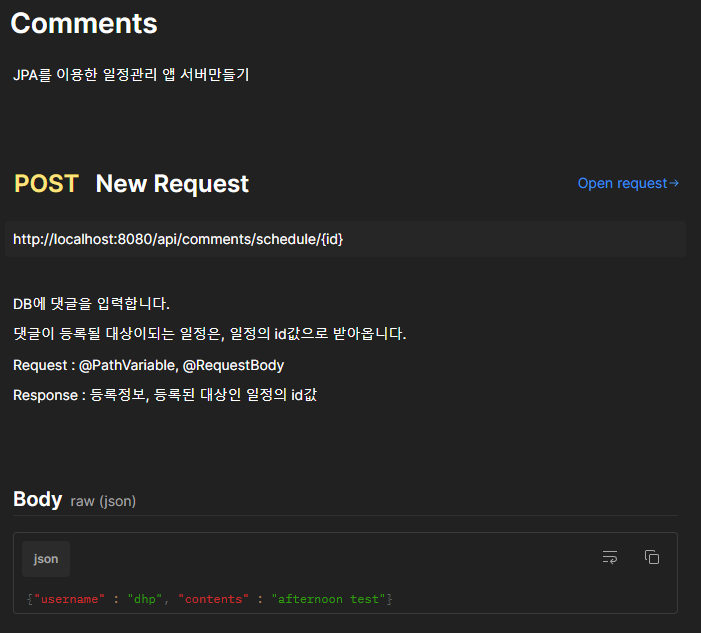 Comments
JPA를 이용한 일정관리 앱 서버만들기
POST New Request Open request→
http://localhost:8080/api/comments/schedule/{id}
DB에 댓글을 입력합니다.
댓글이 등록될 대상이되는 일정은, 일정의 id값으로 받아옵니다.
Request : @PathVariable, @RequestBody
Response : 등록정보, 등록된 대상인 일정의 id값
Body raw (json)
json
{"username" : "dhp", "contents" : "afternoon test"}